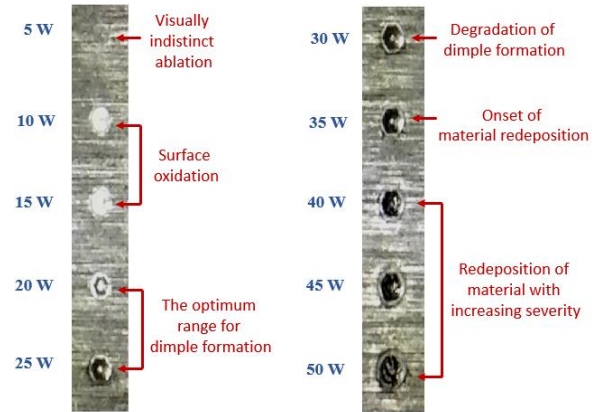 5 W
Visually
indistinct
ablation
10 W
Surface
oxidation
15 W
20 W
The optimum
range for
dimple formation
25 W
30 W
Degradation of
dimple formation
35 W
Onset of
material redeposition
40 W
Redeposition of
material with
increasing severity
45 W
50 W